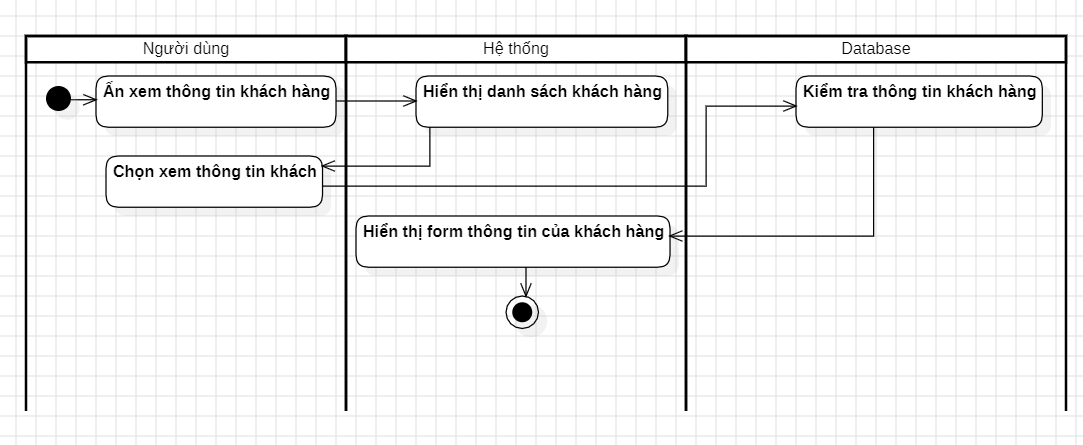 Người dùng
Hệ thống
Database
Ấn xem thông tin khách hàng
Hiển thị danh sách khách hàng
Kiểm tra thông tin khách hàng
Chọn xem thông tin khách
Hiển thị form thông tin của khách hàng